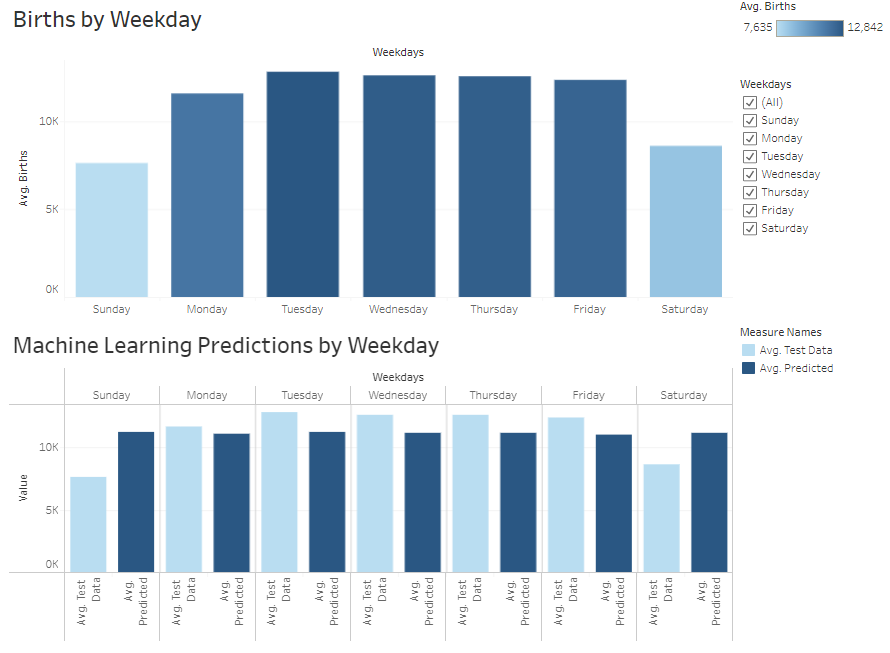 Births by Weekday
Weekdays
10K
5K
0K
Avg. Births
Sunday Monday Tuesday Wednesday Thursday Friday Saturday
Avg. Births
7,635 12,842
Weekdays
(All)
Sunday
Monday
Tuesday
Wednesday
Thursday
Friday
Saturday
Machine Learning Predictions by Weekday
Weekdays
Sunday Monday Tuesday Wednesday Thursday Friday Saturday
10K
5K
0K
Value
Avg. Test
Data
Avg.
Predicted
Avg. Test
Data
Avg.
Predicted
Avg. Test
Data
Avg.
Predicted
Avg. Test
Data
Avg.
Predicted
Avg. Test
Data
Avg.
Predicted
Avg. Test
Data
Avg.
Predicted
Avg. Test
Data
Avg.
Predicted
Measure Names
Avg. Test Data
Avg. Predicted